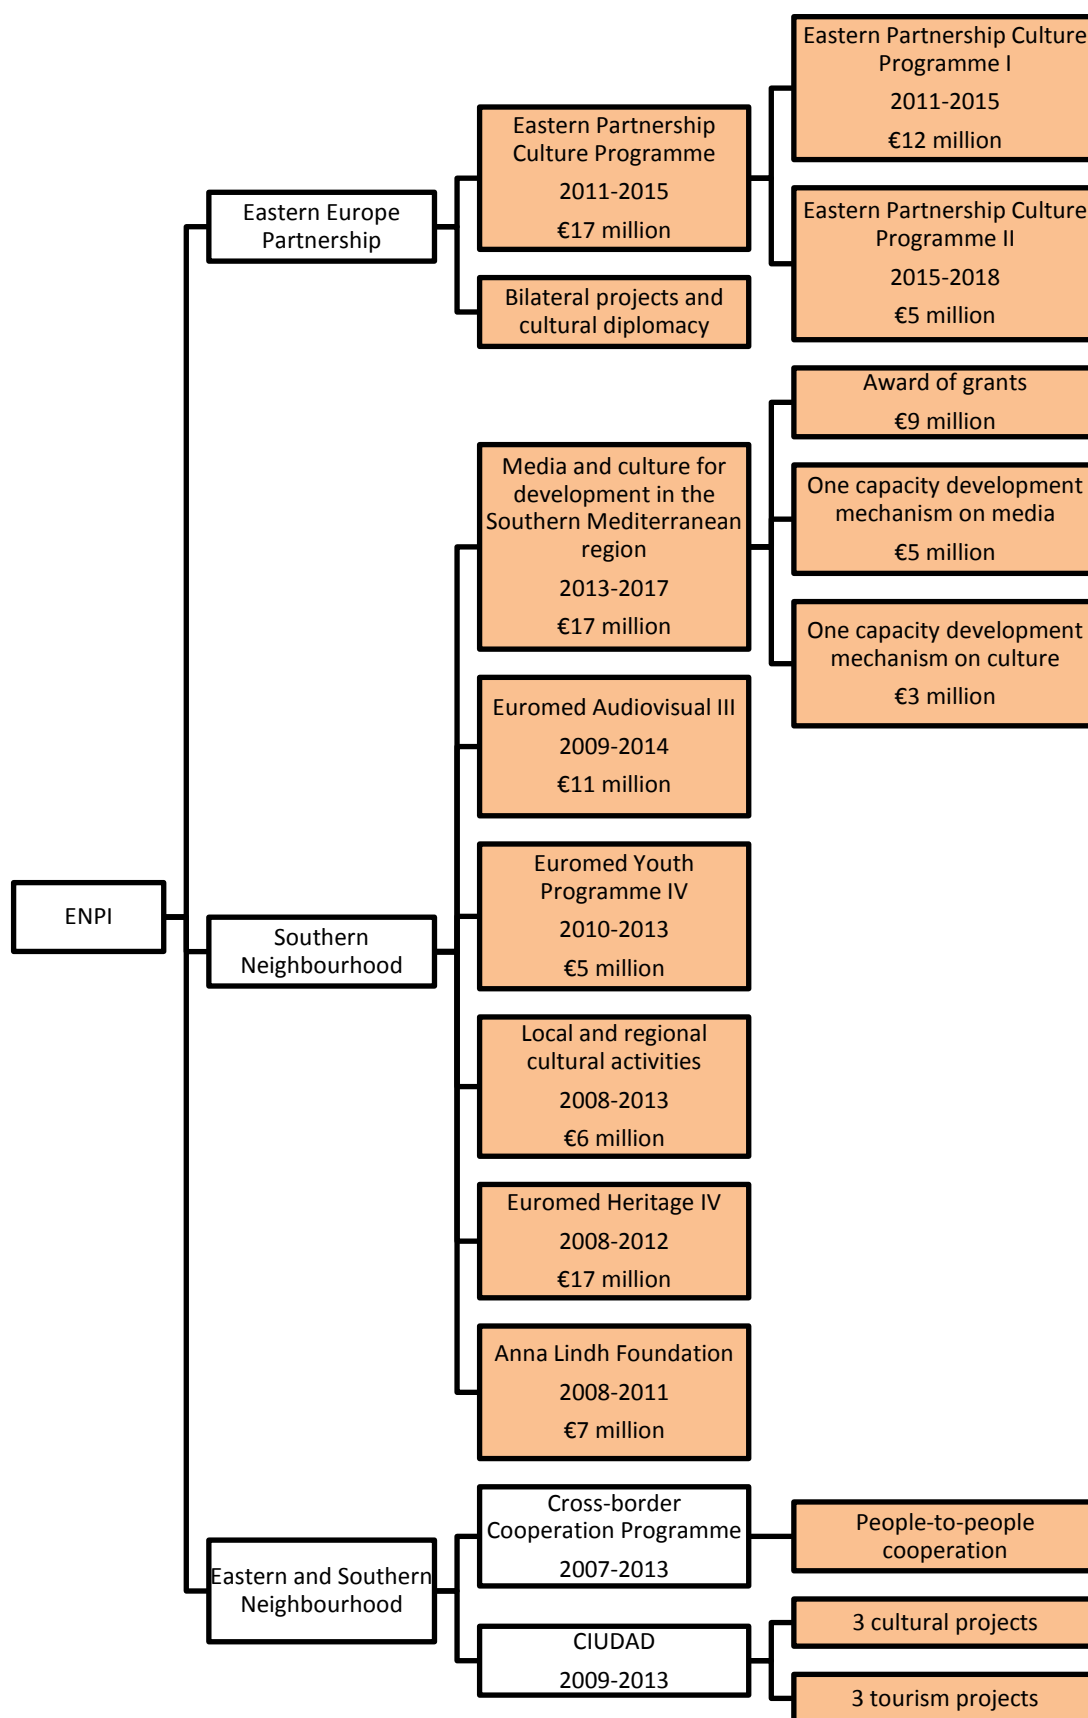 ENPI
Eastern Europe
Partnership
Eastern Partnership
Culture Programme
2011-2015
€17 million
Eastern Partnership Culture
Programme I
2011-2015
€12 million
Eastern Partnership Culture
Programme II
2015-2018
€5 million
Bilateral projects and
cultural diplomacy
Southern
Neighbourhood
Media and culture for
development in the
Southern Mediterranean
region
2013-2017
€17 million
Award of grants
€9 million
One capacity development
mechanism on media
€5 million
One capacity development
mechanism on culture
€3 million
Euromed Audiovisual III
2009-2014
€11 million
Euromed Youth
Programme IV
2010-2013
€5 million
Local and regional
cultural activities
2008-2013
€6 million
Euromed Heritage IV
2008-2012
€17 million
Anna Lindh Foundation
2008-2011
€7 million
Eastern and Southern
Neighbourhood
Cross-border
Cooperation Programme
2007-2013
People-to-people
cooperation
CIUDAD
2009-2013
3 cultural projects
3 tourism projects